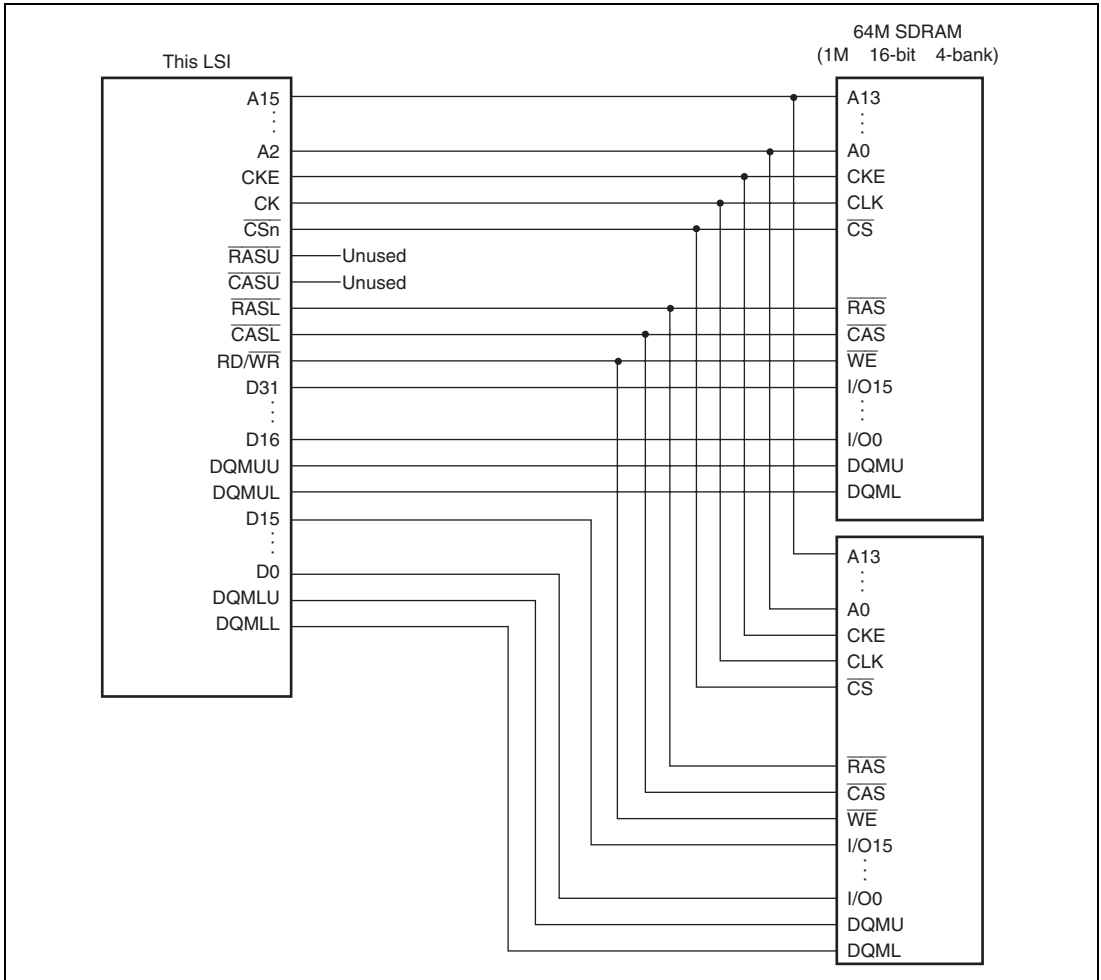 64M SDRAM
(1M 16-bit 4-bank)
This LSI
A15
A2
CKE
CK
CSn
RASU
CASU
RASL
CASL
RD/WR
D31
D16
DQMUU
DQMUL
D15
D0
DQMLU
DQMLL
Unused
Unused
A13
A0
CKE
CLK
CS
RAS
CAS
WE
I/O15
I/O0
DQMU
DQML
A13
A0
CKE
CLK
CS
RAS
CAS
WE
I/O15
I/O0
DQMU
DQML